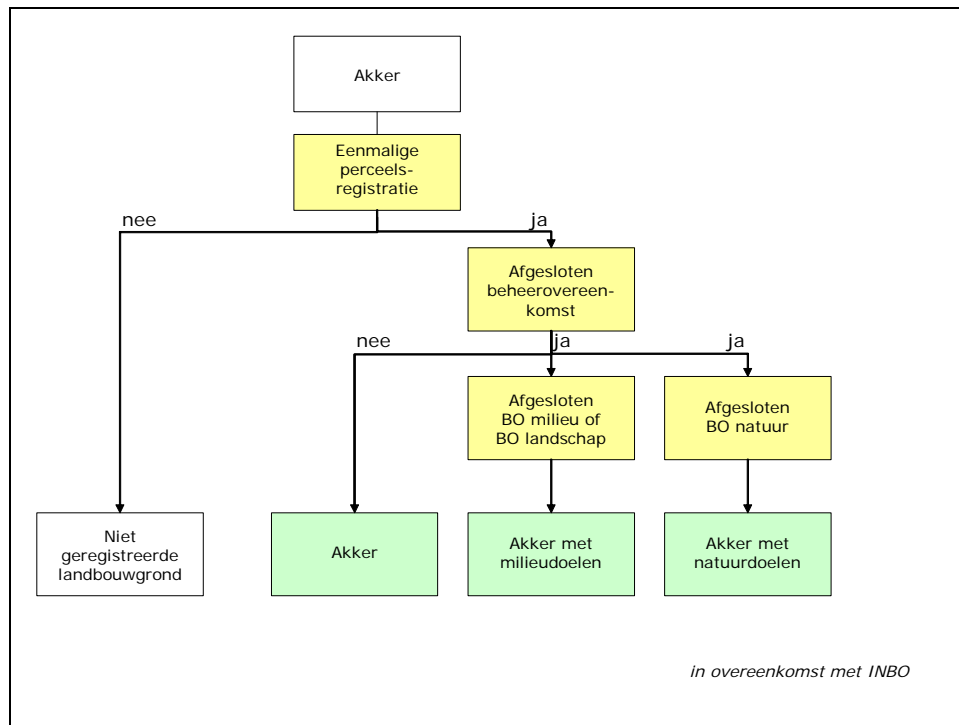 Akker
Eenmalige
perceels-
registratie
nee
ja
Afgesloten
beheerovereen-
komst
nee
ja
ja
Afgesloten
BO milieu of
BO landschap
Afgesloten
BO natuur
Niet
geregistreerde
landbouwgrond
Akker
Akker met
milieudoelen
Akker met
natuurdoelen
in overeenkomst met INBO